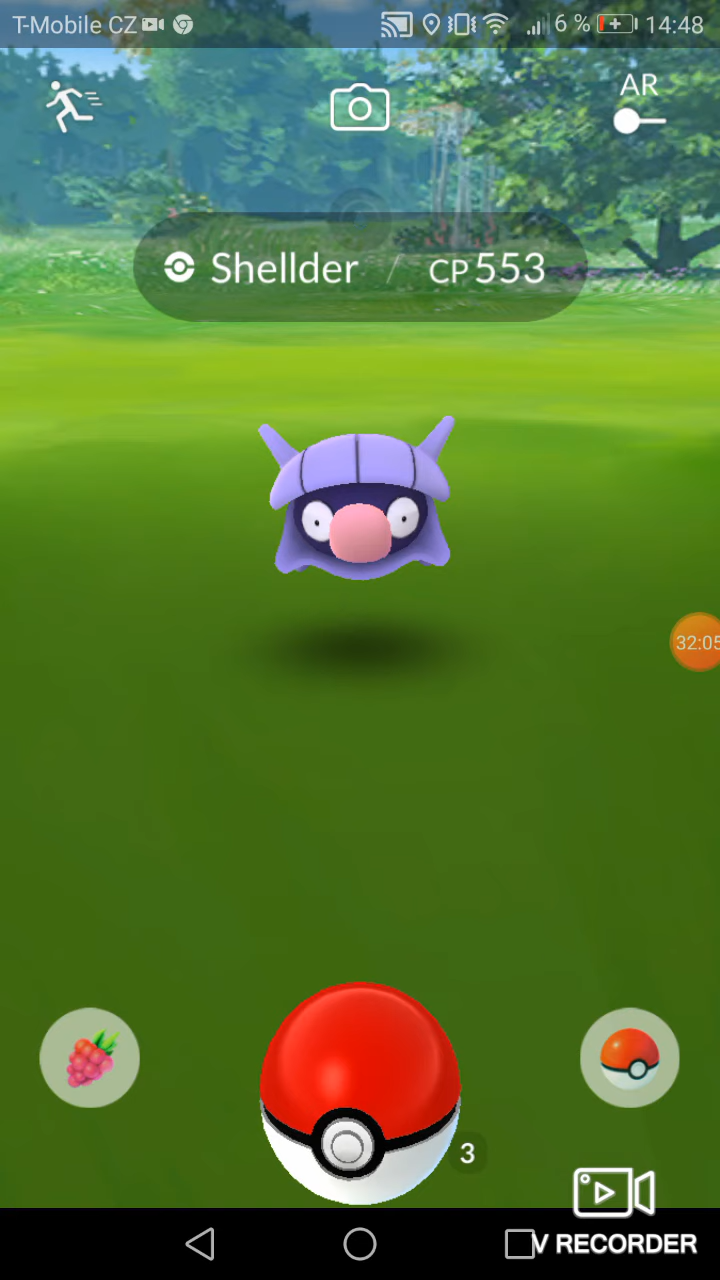 T-Mobile CZ 6 % 14:48
AR
Shellder / CP553
32:05
3
V RECORDER